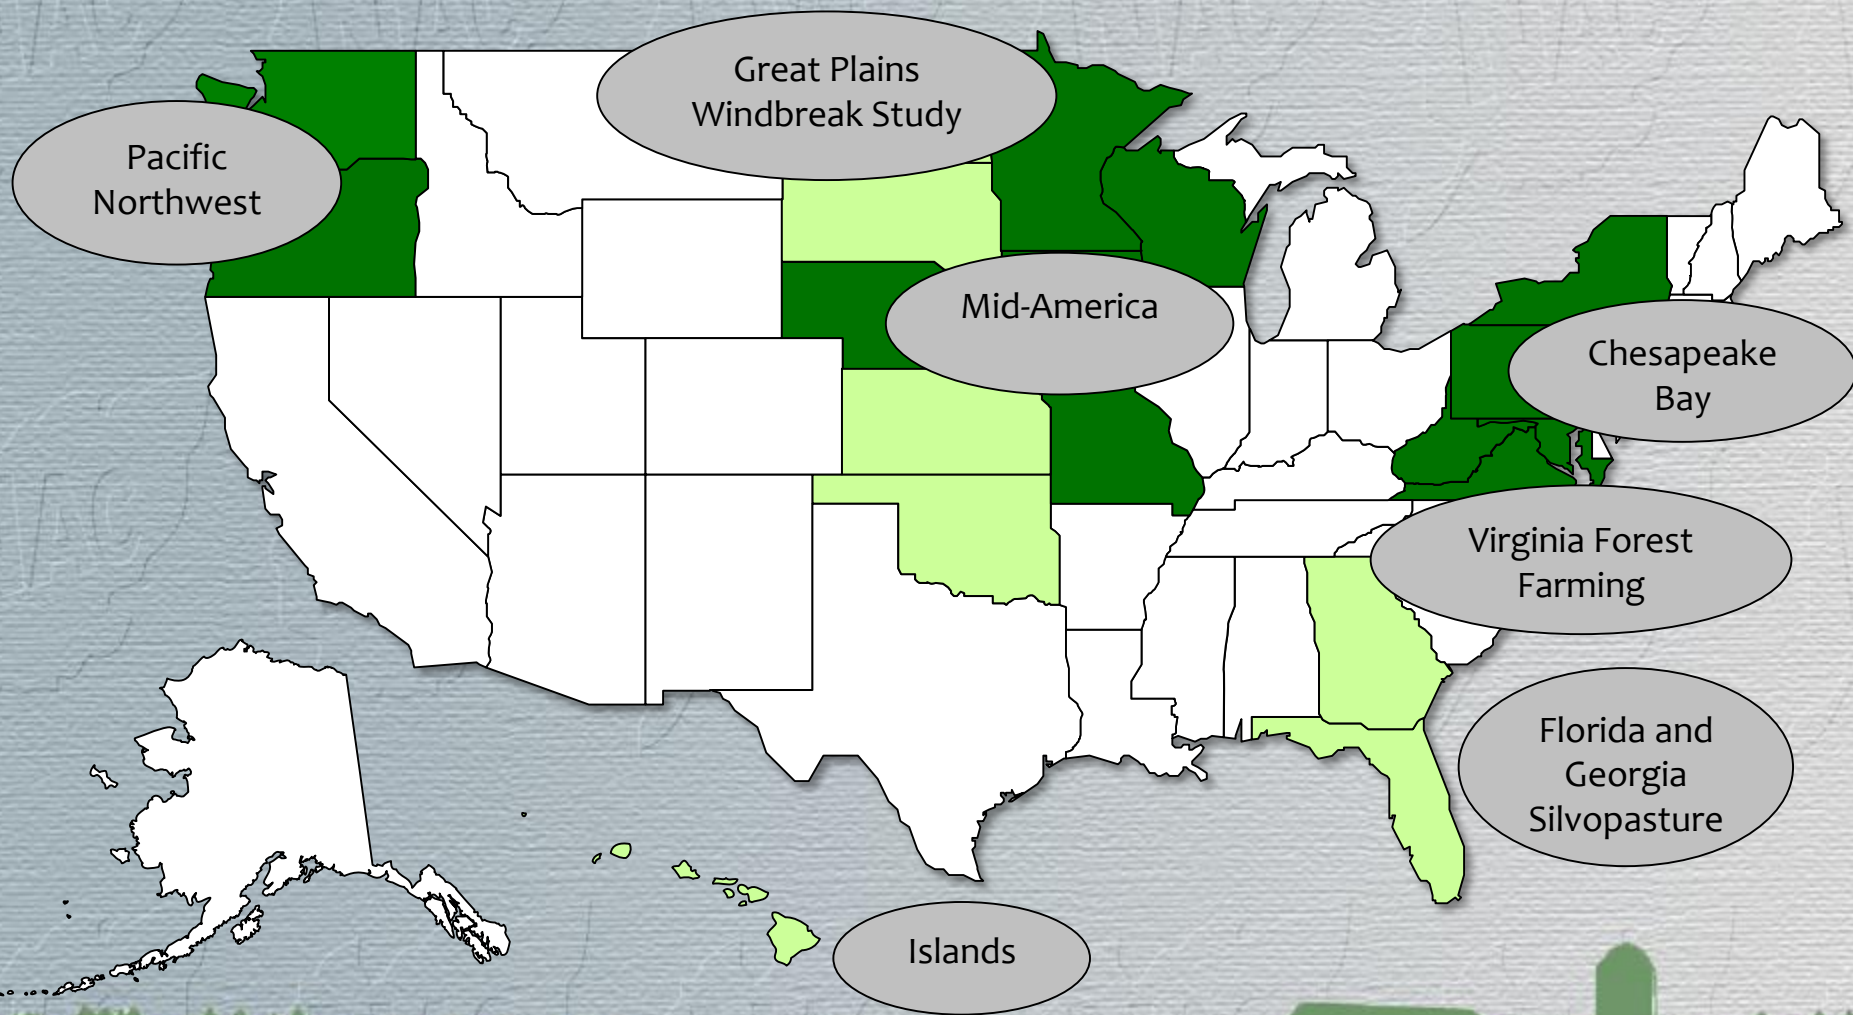 Great Plains
Windbreak Study
Pacific
Northwest
Mid-America
Chesapeake
Bay
Virginia Forest
Farming
Florida and
Georgia
Silvopasture
Islands